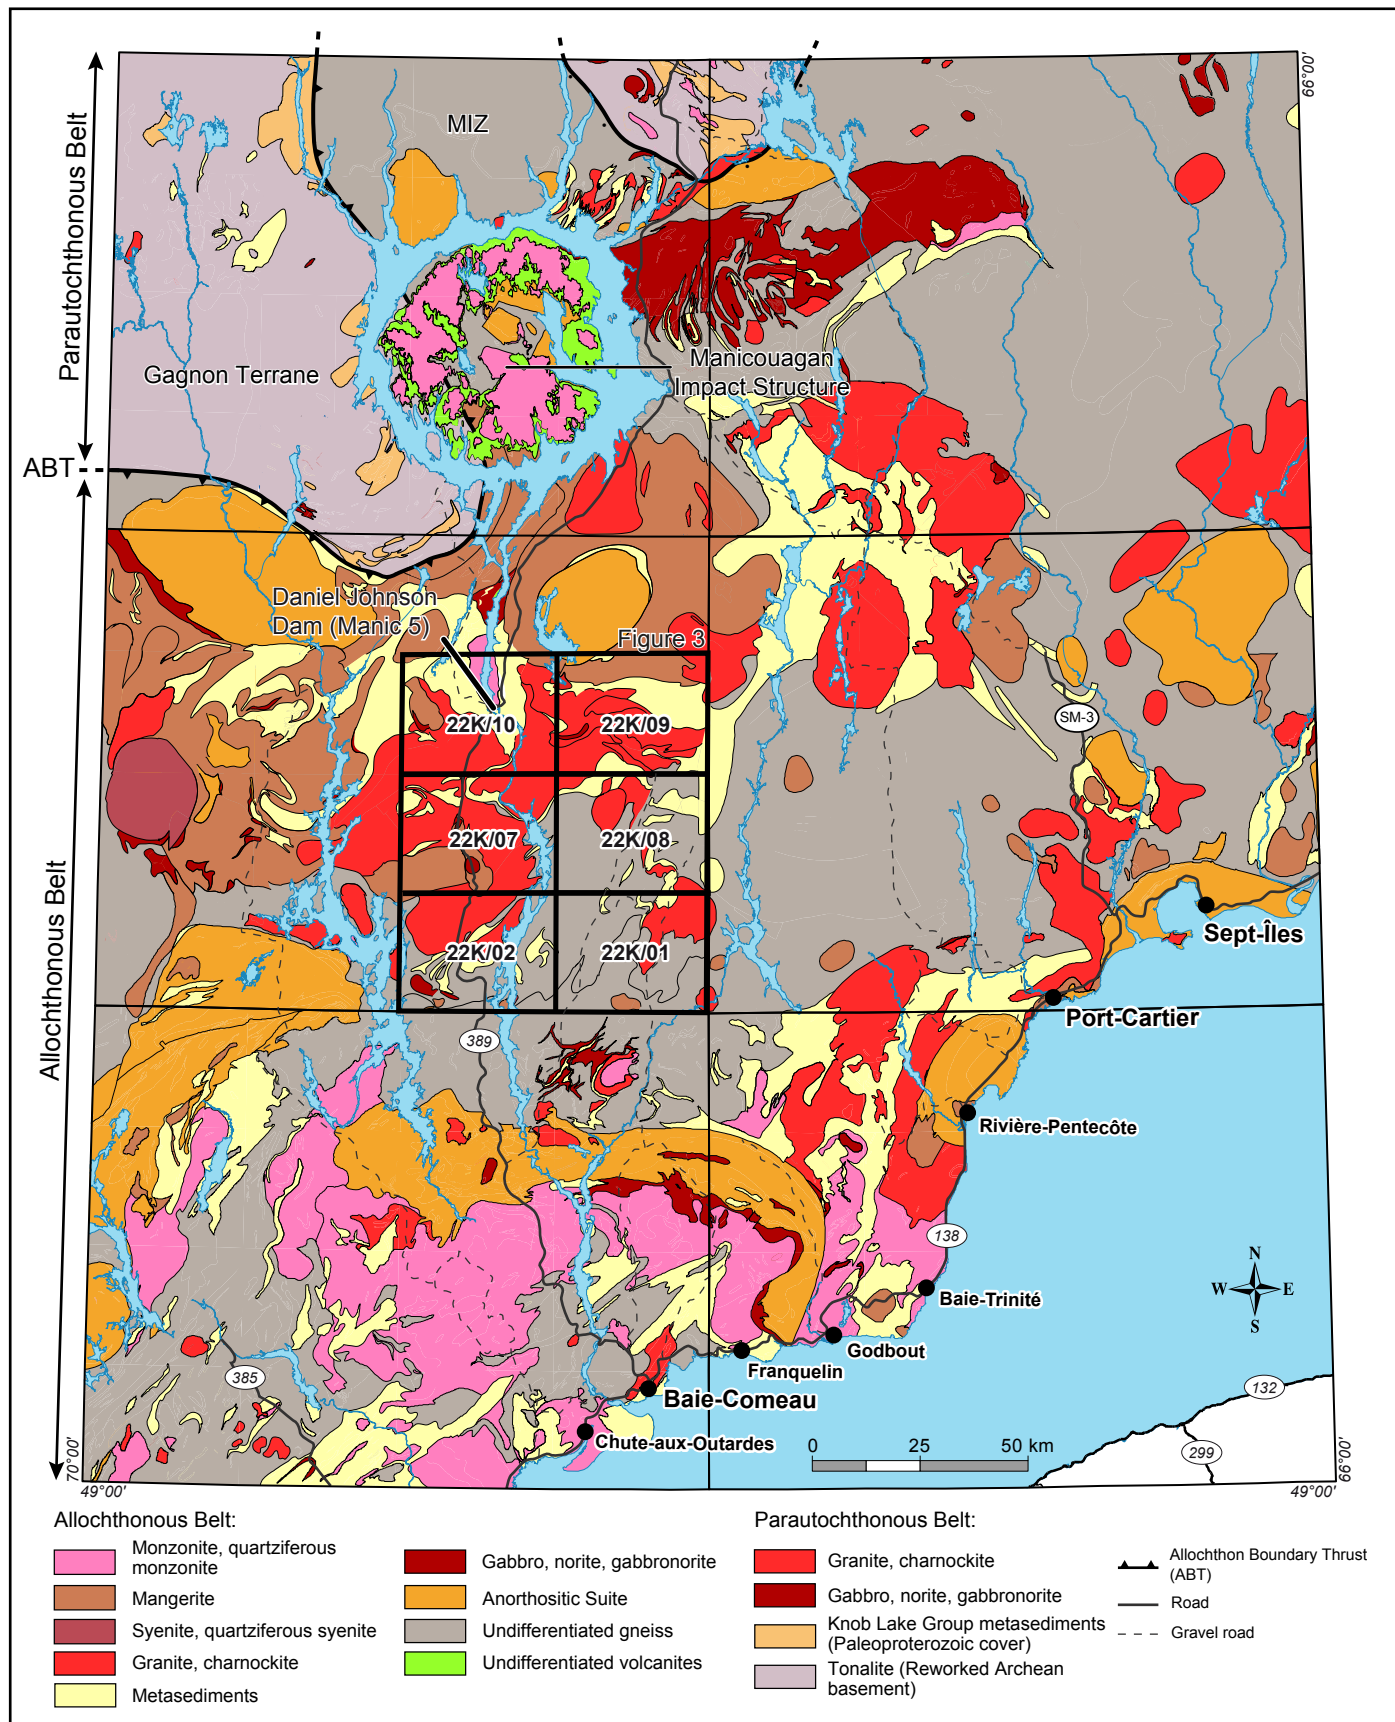 66°00'
MIZ
Parautochthonous Belt
Manicouagan
Impact Structure
Gagnon Terrane
ABT
Daniel Johnson
Dam (Manic 5)
Figure 3
22K/10
22K/09
SM-3
22K/07
22K/08
Allochthonous Belt
Sept-Îles
22K/02
22K/01
Port-Cartier
389
Rivière-Pentecôte
138
N
W
E
S
Baie-Trinité
Godbout
Franquelin
385
Baie-Comeau
132
Chute-aux-Outardes
0 25 50 km
299
70°00'
66°00'
49°00'
49°00'
Allochthonous Belt:
Monzonite, quartziferous
monzonite
Mangerite
Syenite, quartziferous syenite
Granite, charnockite
Metasediments
Gabbro, norite, gabbronorite
Anorthositic Suite
Undifferentiated gneiss
Undifferentiated volcanites
Parautochthonous Belt:
Granite, charnockite
Gabbro, norite, gabbronorite
Knob Lake Group metasediments
(Paleoproterozoic cover)
Tonalite (Reworked Archean
basement)
Allochthon Boundary Thrust
(ABT)
Road
Gravel road